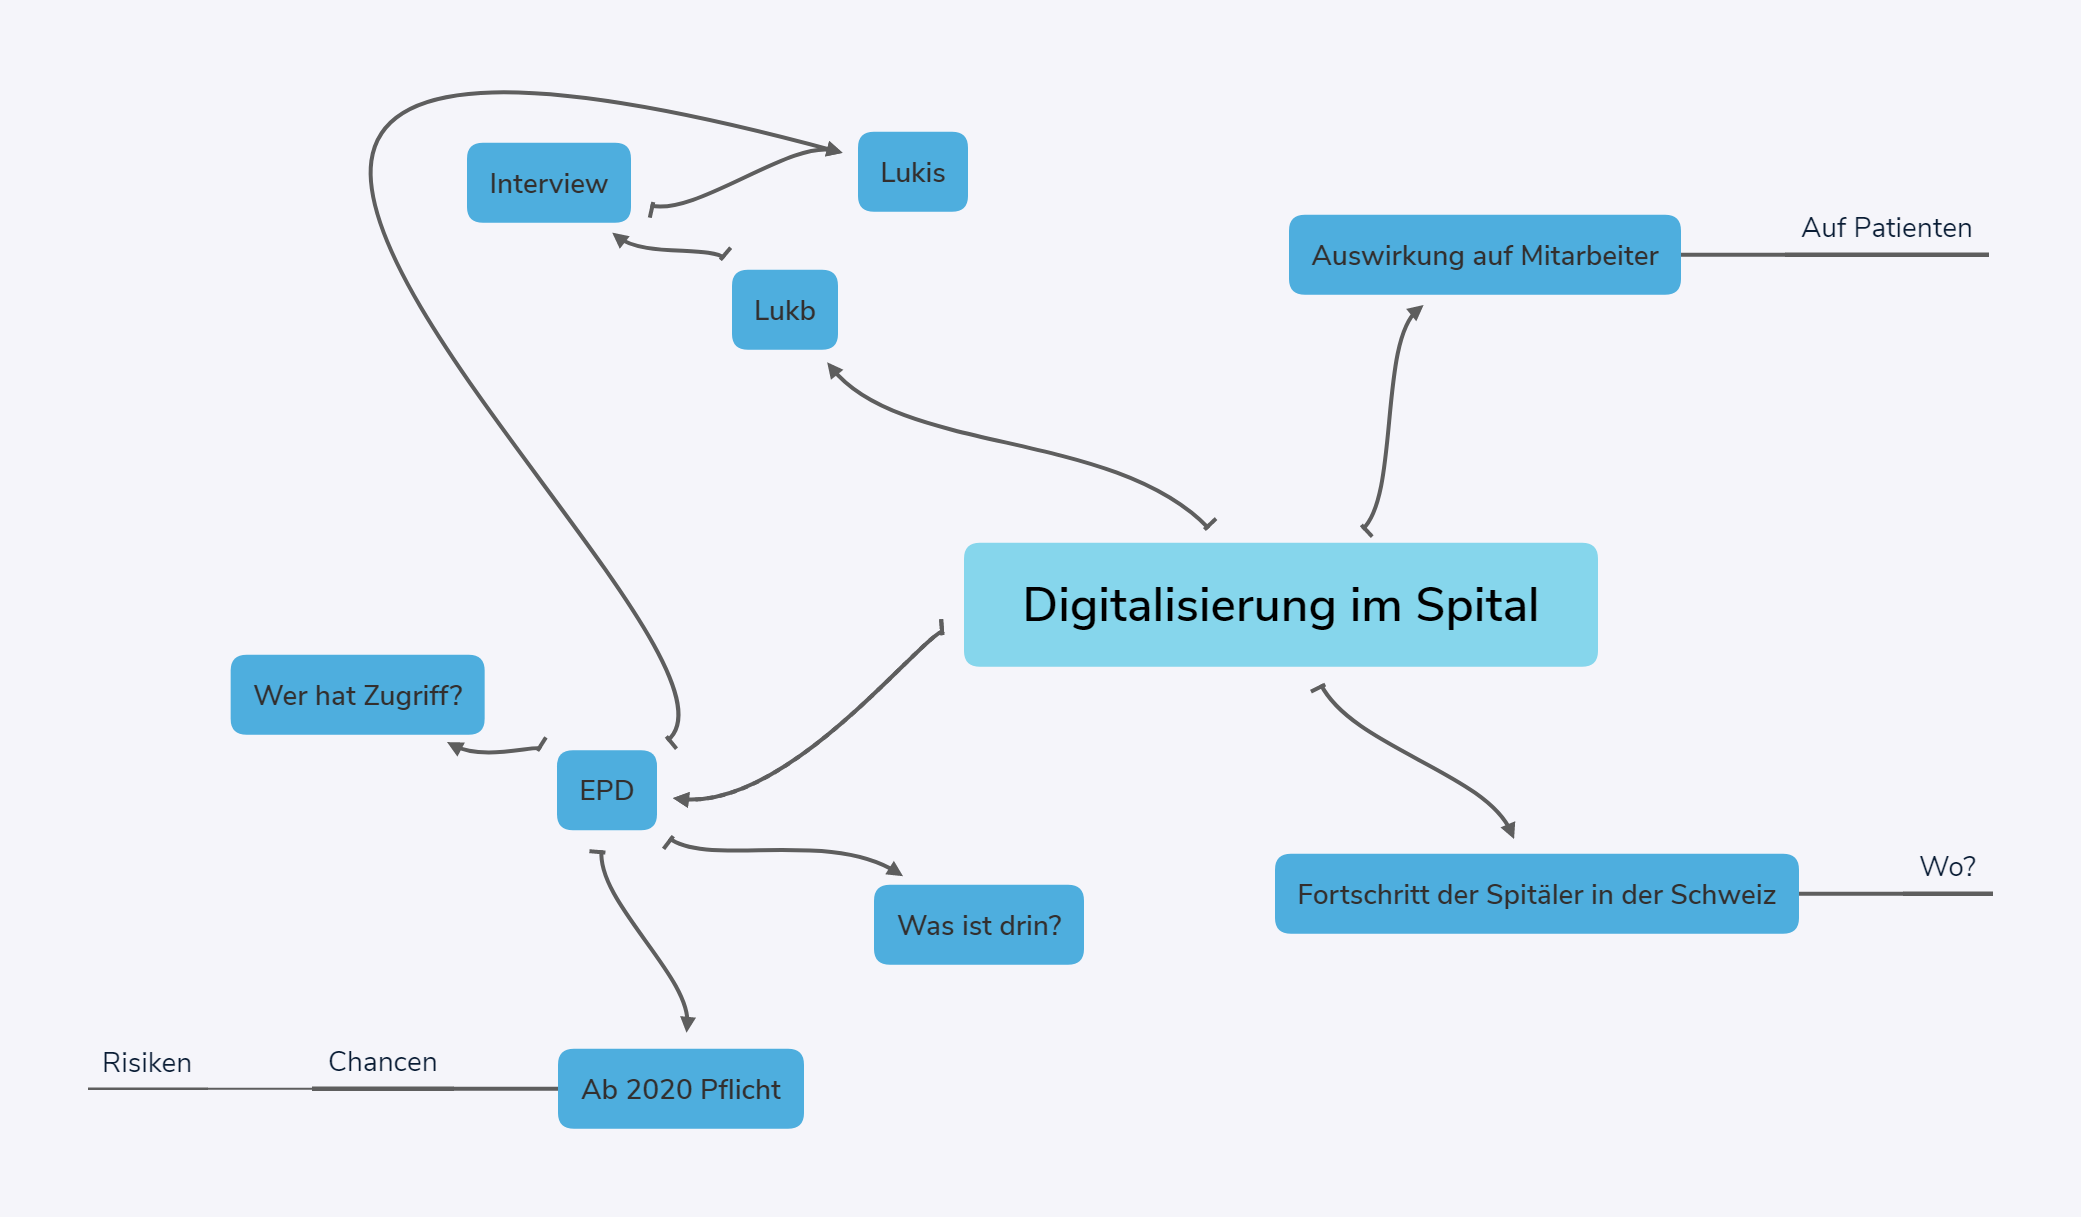 Interview
Lukis
Lukb
Auswirkung auf Mitarbeiter
Auf Patienten
Digitalisierung im Spital
Wer hat Zugriff?
EPD
Was ist drin?
Fortschritt der Spitäler in der Schweiz
Wo?
Risiken
Chancen
Ab 2020 Pflicht